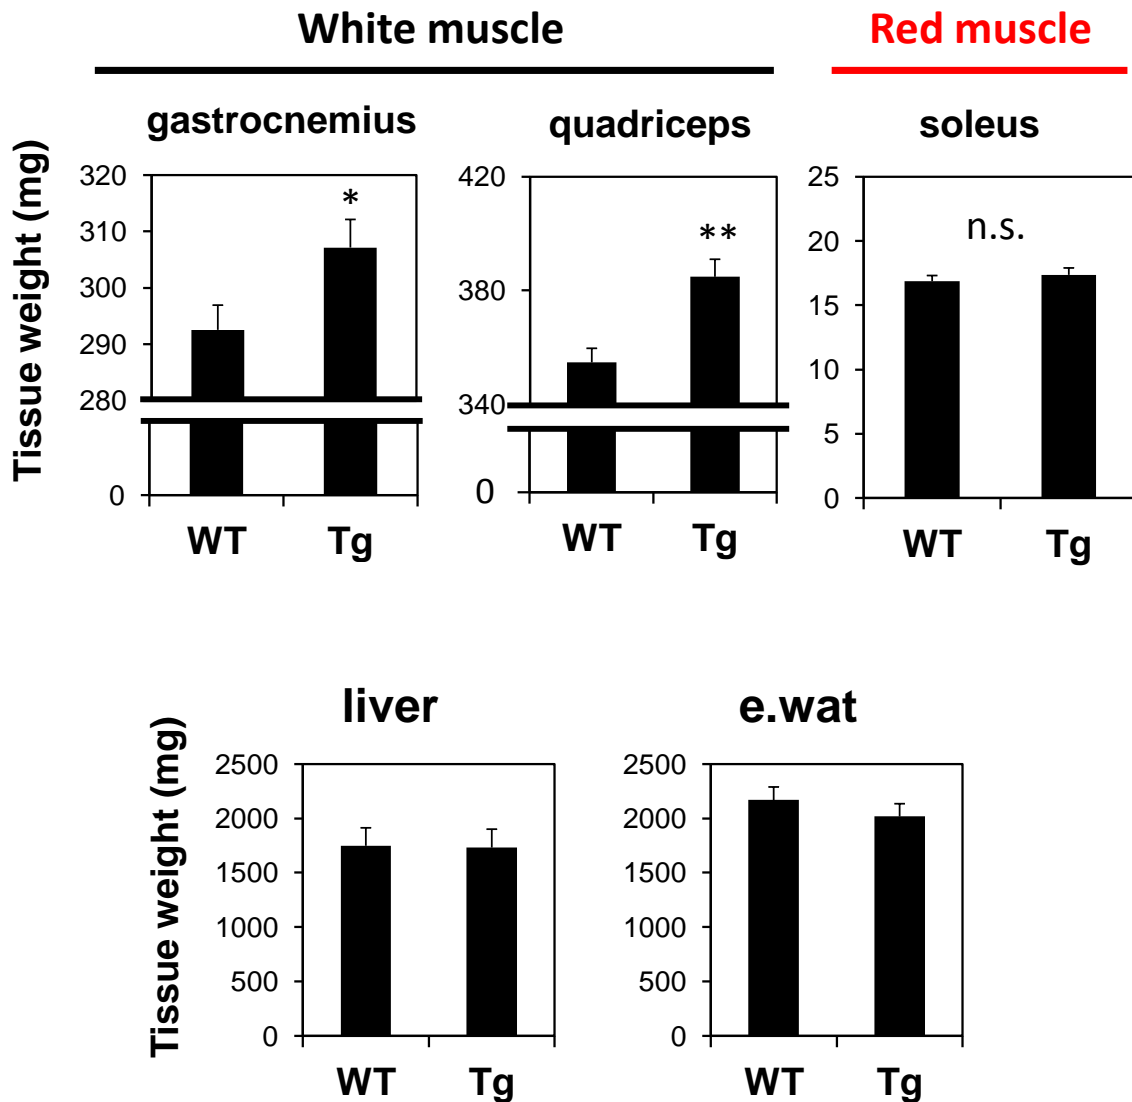 White muscle
Red muscle
gastrocnemius
quadriceps
soleus
Tissue weight (mg)
320
310
300
290
280
0
*
WT
Tg
420
380
340
0
**
WT
Tg
25
20
15
10
5
0
n.s.
WT
Tg
liver
e.wat
Tissue weight (mg)
2500
2000
1500
1000
500
0
WT
Tg
2500
2000
1500
1000
500
0
WT
Tg